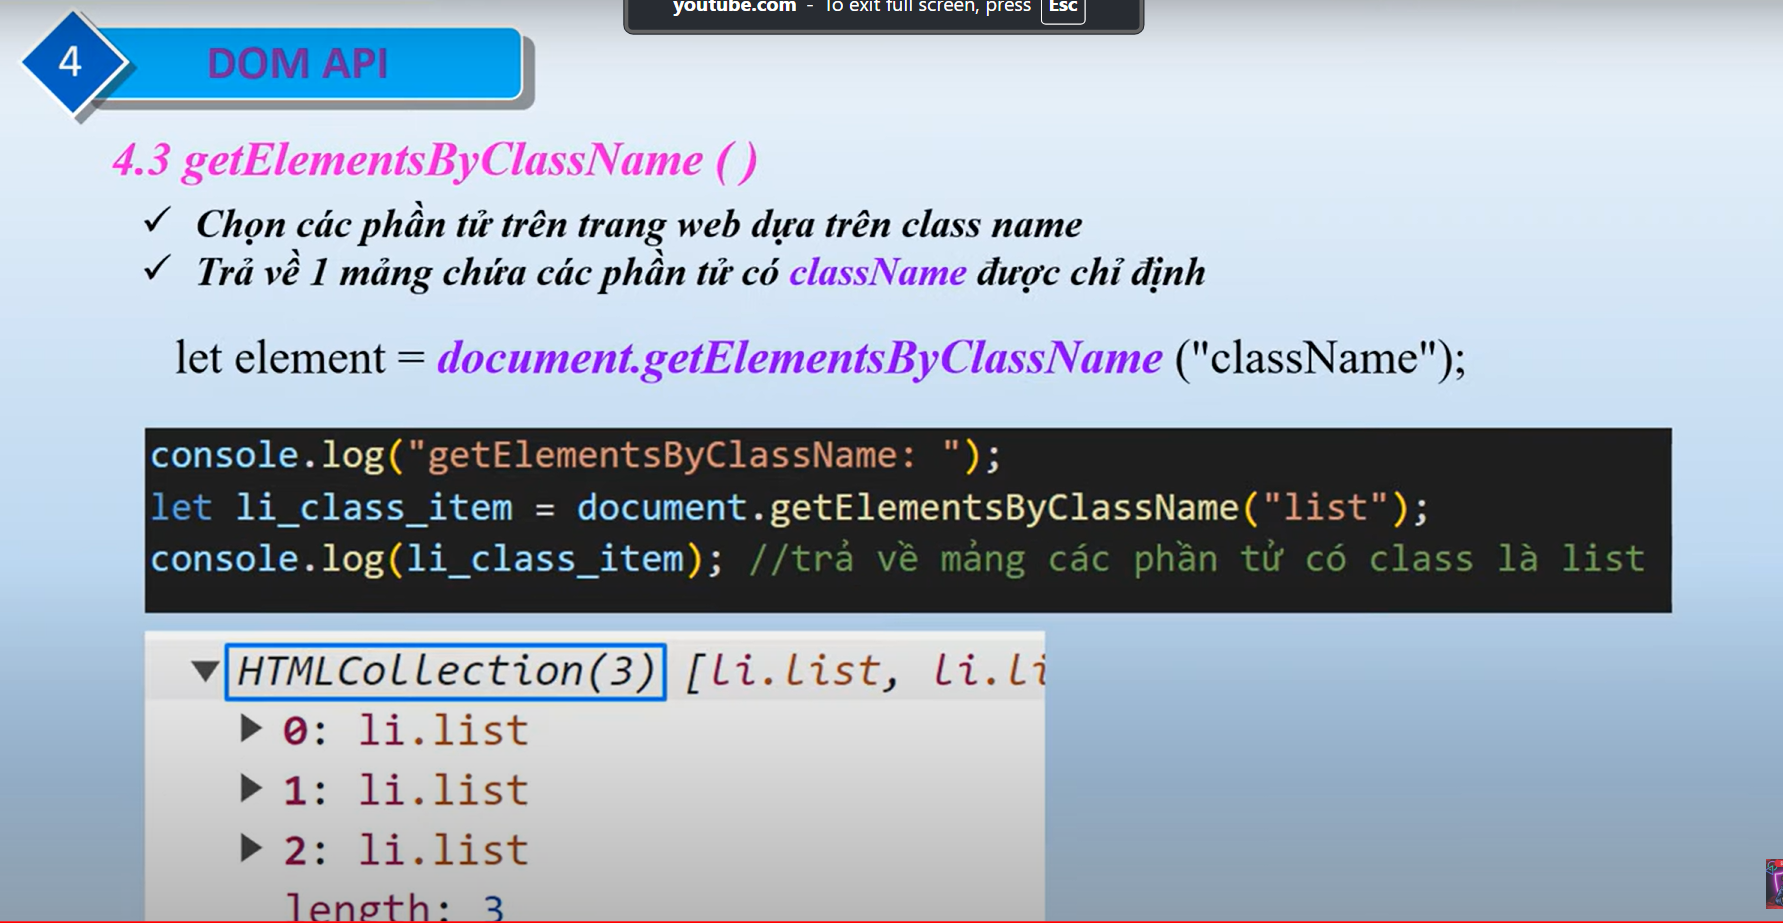 youtube.com - To exit full screen, press Esc
4
DOM API
4.3 getElementsByClassName ( )
✓ Chọn các phần tử trên trang web dựa trên class name
✓ Trả về 1 mảng chứa các phần tử có className được chỉ định
let element = document.getElementsByClassName ("className");
console.log("getElementsByClassName: ");
let li_class_item = document.getElementsByClassName("list");
console.log(li_class_item); //trả về mảng các phần tử có class là list
▼ HTMLCollection(3) [li.list, li.li
▶ 0: li.list
▶ 1: li.list
▶ 2: li.list
length: 3